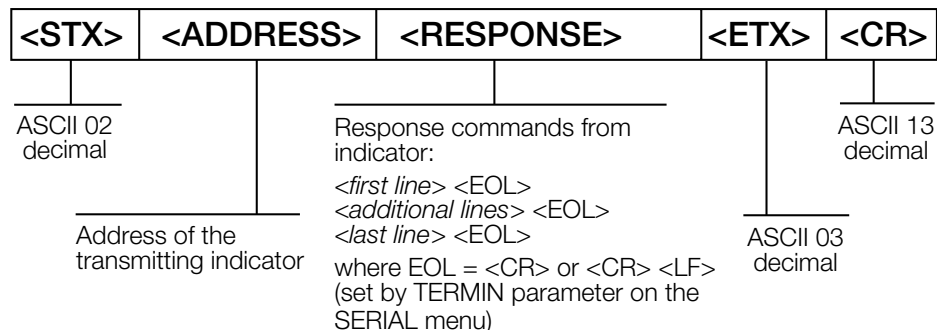 <STX> <ADDRESS> <RESPONSE> <ETX> <CR>
ASCII 02
decimal
Address of the
transmitting indicator
Response commands from
indicator:
<first line> <EOL>
<additional lines> <EOL>
<last line> <EOL>
where EOL = <CR> or <CR> <LF>
(set by TERMIN parameter on the
SERIAL menu)
ASCII 03
decimal
ASCII 13
decimal